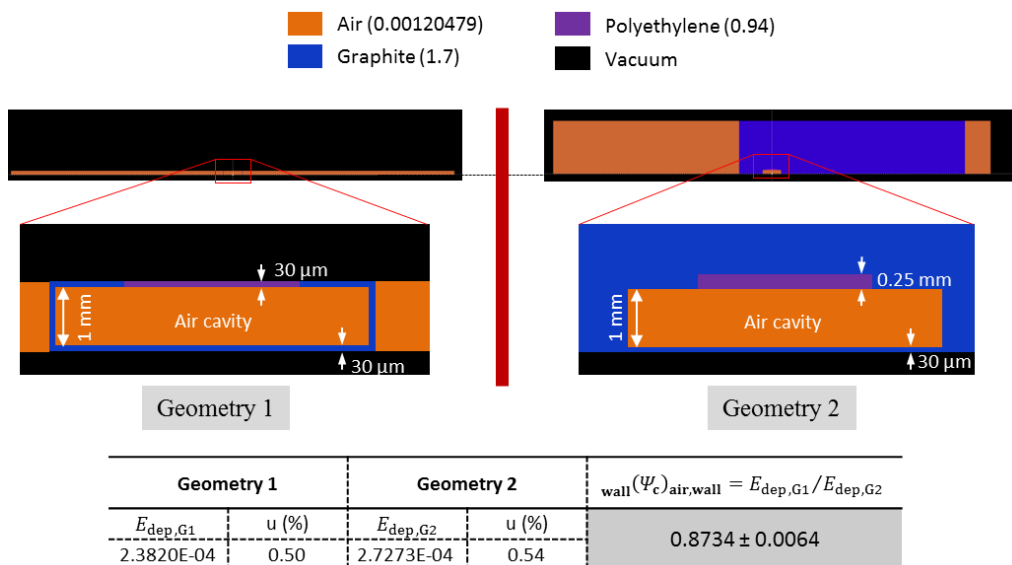 Air (0.00120479)
Polyethylene (0.94)
Graphite (1.7)
Vacuum
30 µm
1 mm
Air cavity
30 µm
Geometry 1
0.25 mm
1 mm
Air cavity
30 µm
Geometry 2
Geometry 1 Geometry 2 wall(Ψc)air,wall = Edep,G1/Edep,G2
Edep,G1 u (%) Edep,G2 u (%)
2.3820E-04 0.50 2.7273E-04 0.54 0.8734 ± 0.0064